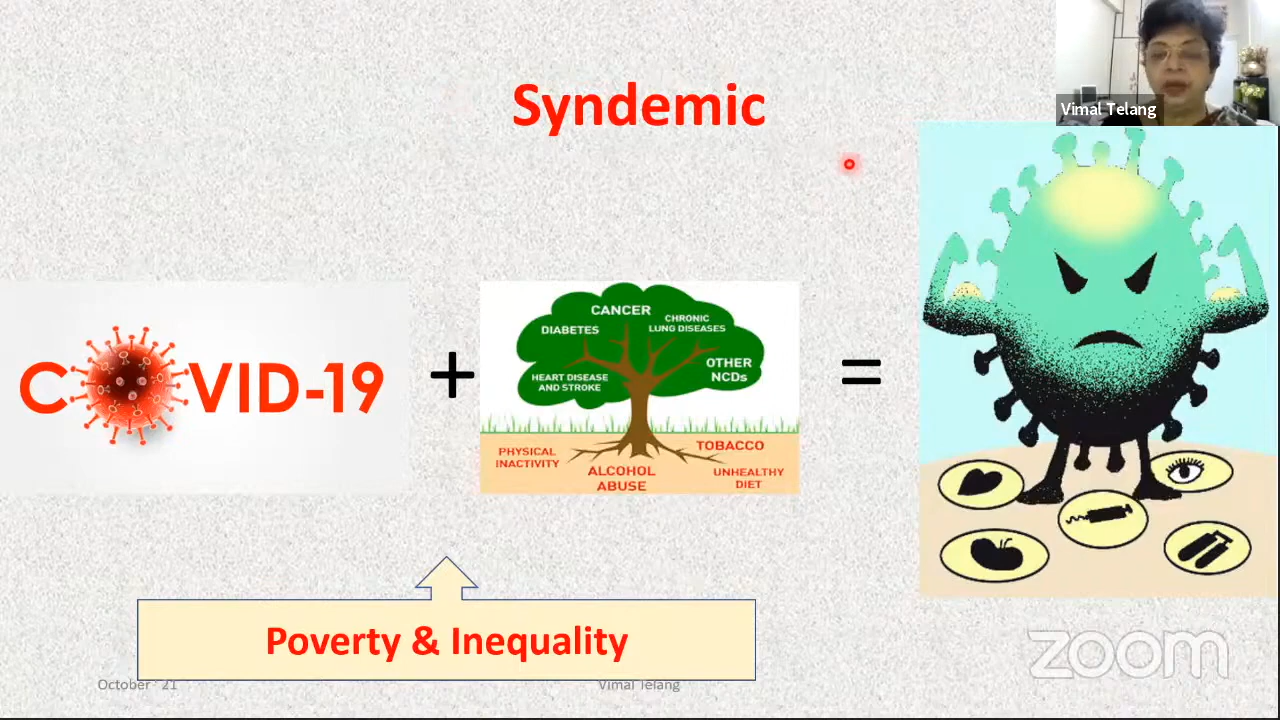 Syndemic
Vimal Telang
COVID-19
+
CANCER
DIABETES
CHRONIC
LUNG DISEASES
HEART DISEASE
AND STROKE
OTHER
NCDs
PHYSICAL
INACTIVITY
ALCOHOL
ABUSE
TOBACCO
UNHEALTHY
DIET
=
Poverty & Inequality
October ' 21
Vimal Telang
zoom